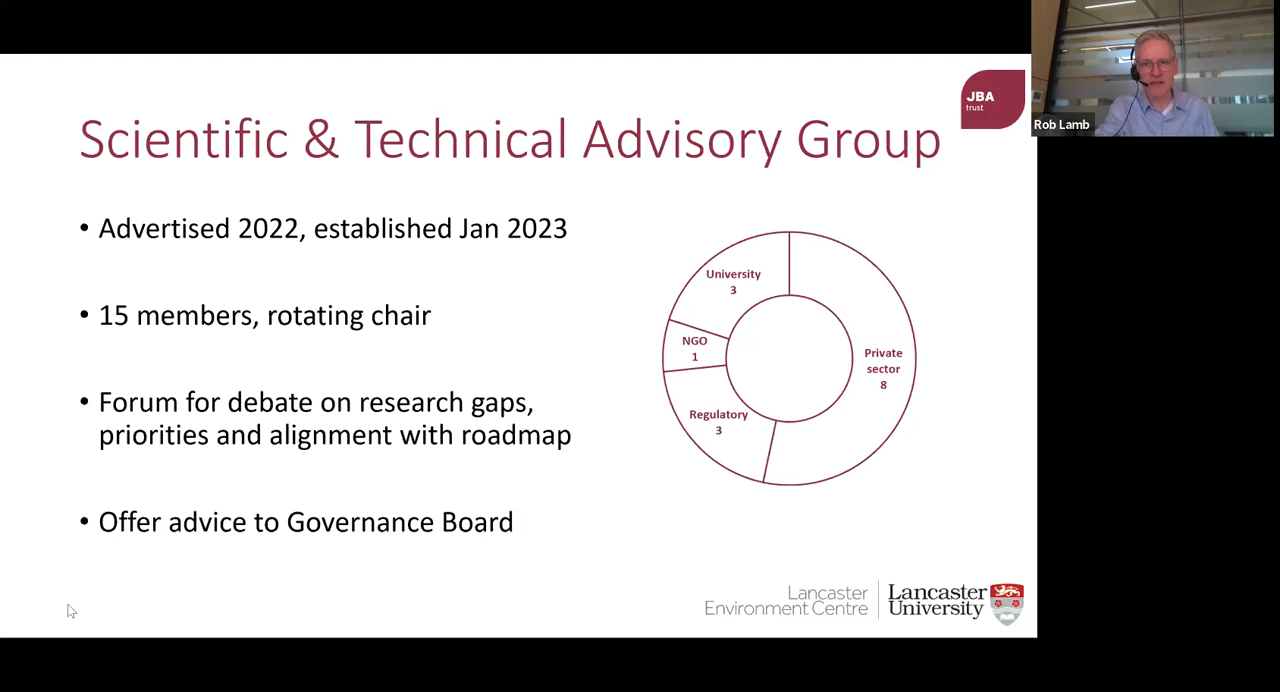 Scientific & Technical Advisory Group
JBA
trust
Rob Lamb
• Advertised 2022, established Jan 2023
• 15 members, rotating chair
• Forum for debate on research gaps,
priorities and alignment with roadmap
• Offer advice to Governance Board
University
3
NGO
1
Regulatory
3
Private
sector
8
Lancaster
Environment Centre
Lancaster
University